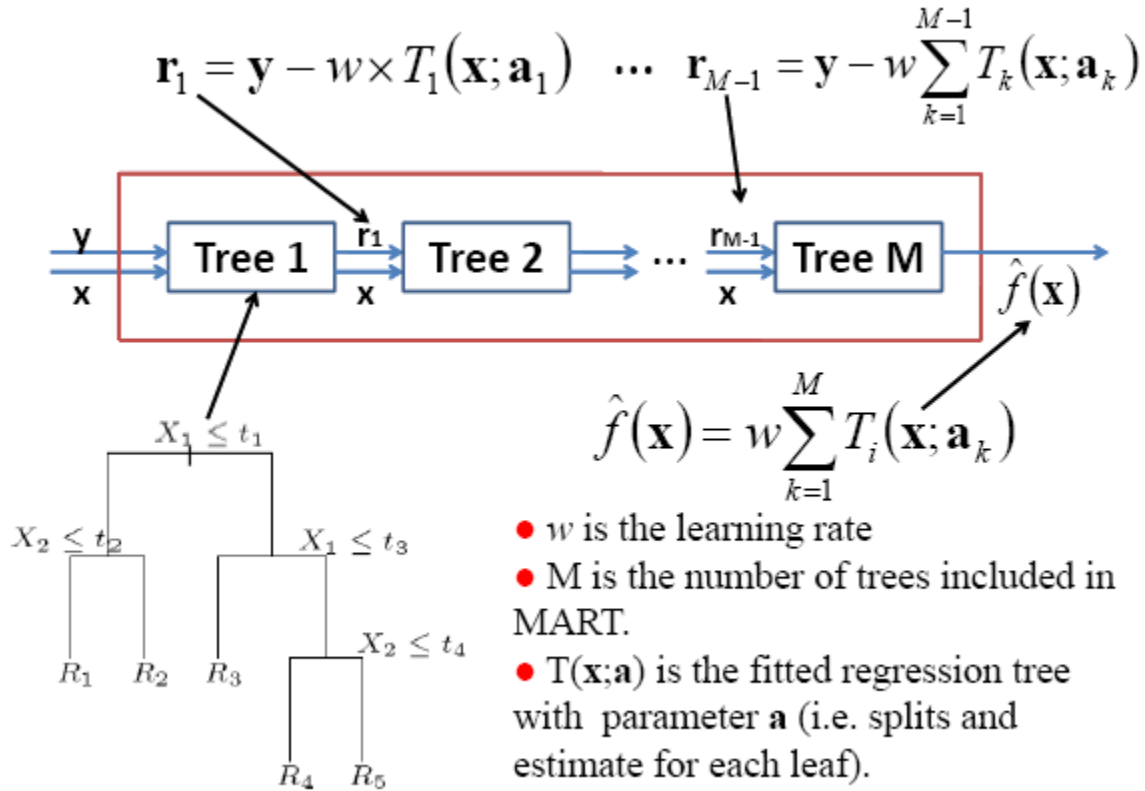 r₁ = y − w × T₁(x; a₁) ··· r_{M−1} = y − w ∑_{k=1}^{M−1} T_k(x; a_k)
y r₁ r_{M-1}
Tree 1 Tree 2 ... Tree M
x x x
f̂(x)
f̂(x) = w ∑_{k=1}^{M} T_i(x; a_k)
X₁ ≤ t₁
X₂ ≤ t₂ X₁ ≤ t₃
X₂ ≤ t₄
R₁ R₂ R₃
R₄ R₅
● w is the learning rate
● M is the number of trees included in
MART.
● T(x;a) is the fitted regression tree
with parameter a (i.e. splits and
estimate for each leaf).